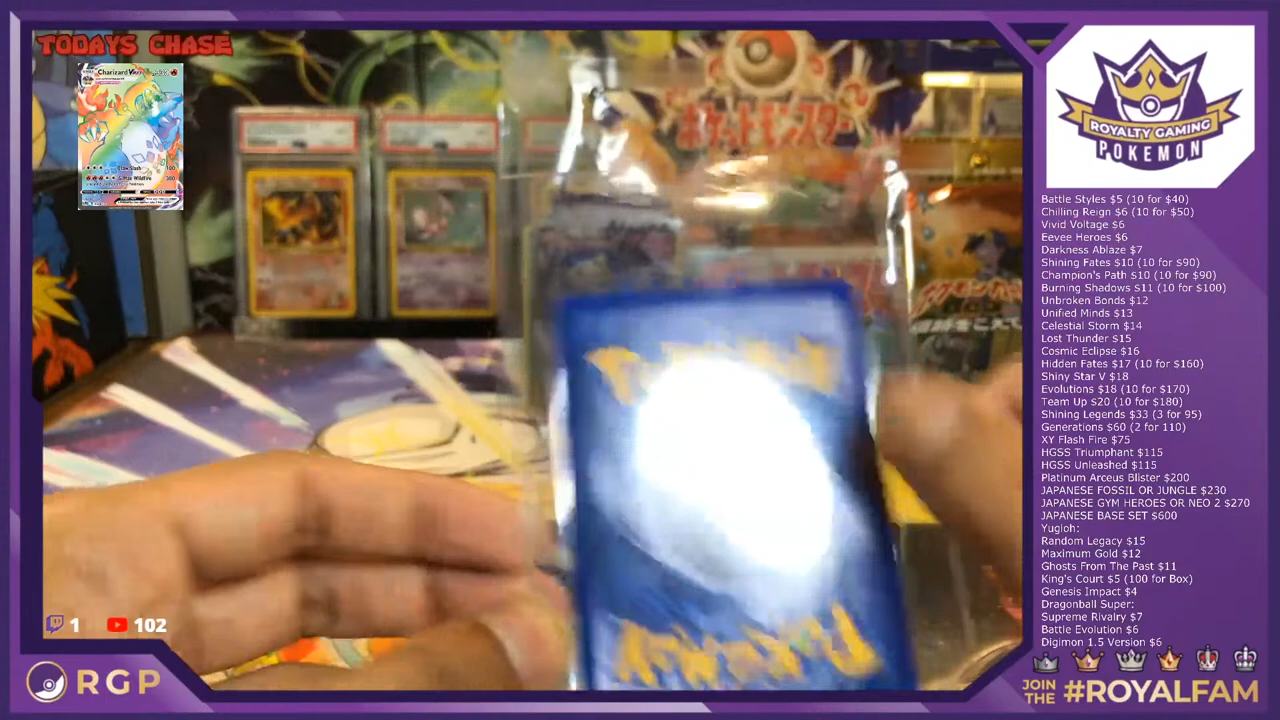 TODAYS CHASE
Charizard
Claw Slash 100
G-Max Wildfire 300
ポケットモンスター
ROYALTY GAMING
POKEMON
Battle Styles $5 (10 for $40)
Chilling Reign $6 (10 for $50)
Vivid Voltage $6
Eevee Heroes $6
Darkness Ablaze $7
Shining Fates $10 (10 for $90)
Champion's Path $10 (10 for $90)
Burning Shadows $11 (10 for $100)
Unbroken Bonds $12
Unified Minds $13
Celestial Storm $14
Lost Thunder $15
Cosmic Eclipse $16
Hidden Fates $17 (10 for $160)
Shiny Star V $18
Evolutions $18 (10 for $170)
Team Up $20 (10 for $180)
Shining Legends $33 (3 for 95)
Generations $60 (2 for 110)
XY Flash Fire $75
HGSS Triumphant $115
HGSS Unleashed $115
Platinum Arceus Blister $200
JAPANESE FOSSIL OR JUNGLE $230
JAPANESE GYM HEROES OR NEO 2 $270
JAPANESE BASE SET $600
Yugioh:
Random Legacy $15
Maximum Gold $12
Ghosts From The Past $11
King's Court $5 (100 for Box)
Genesis Impact $4
Dragonball Super:
Supreme Rivalry $7
Battle Evolution $6
Digimon 1.5 Version $6
1 102
RGP
JOIN THE #ROYALFAM